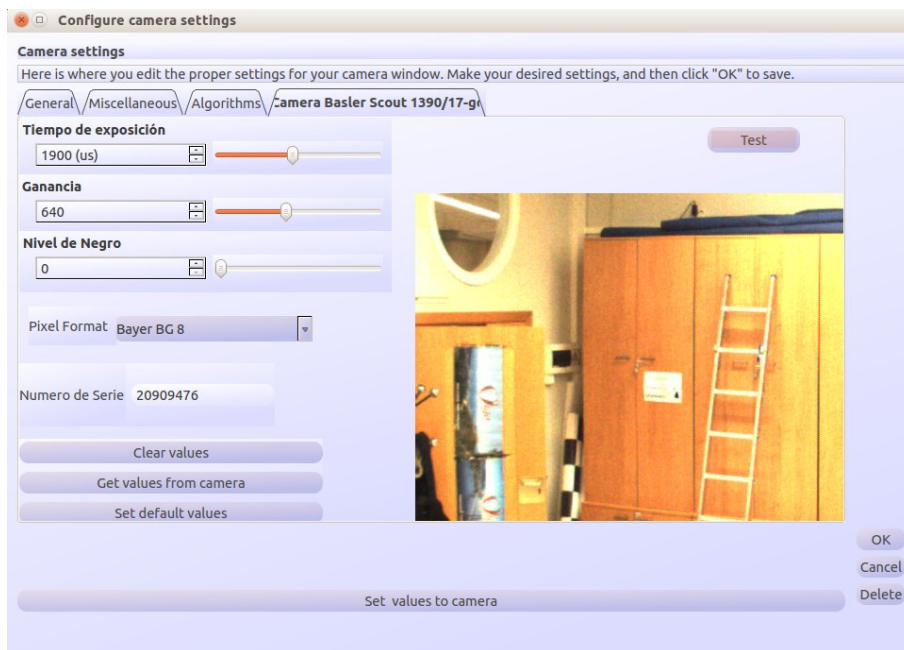 Configure camera settings
Camera settings
Here is where you edit the proper settings for your camera window. Make your desired settings, and then click "OK" to save.
General Miscellaneous Algorithms Camera Basler Scout 1390/17-g
Tiempo de exposición
1900 (us)
Test
Ganancia
640
Nivel de Negro
0
Pixel Format Bayer BG 8
Numero de Serie 20909476
Clear values
Get values from camera
Set default values
OK
Cancel
Delete
Set values to camera